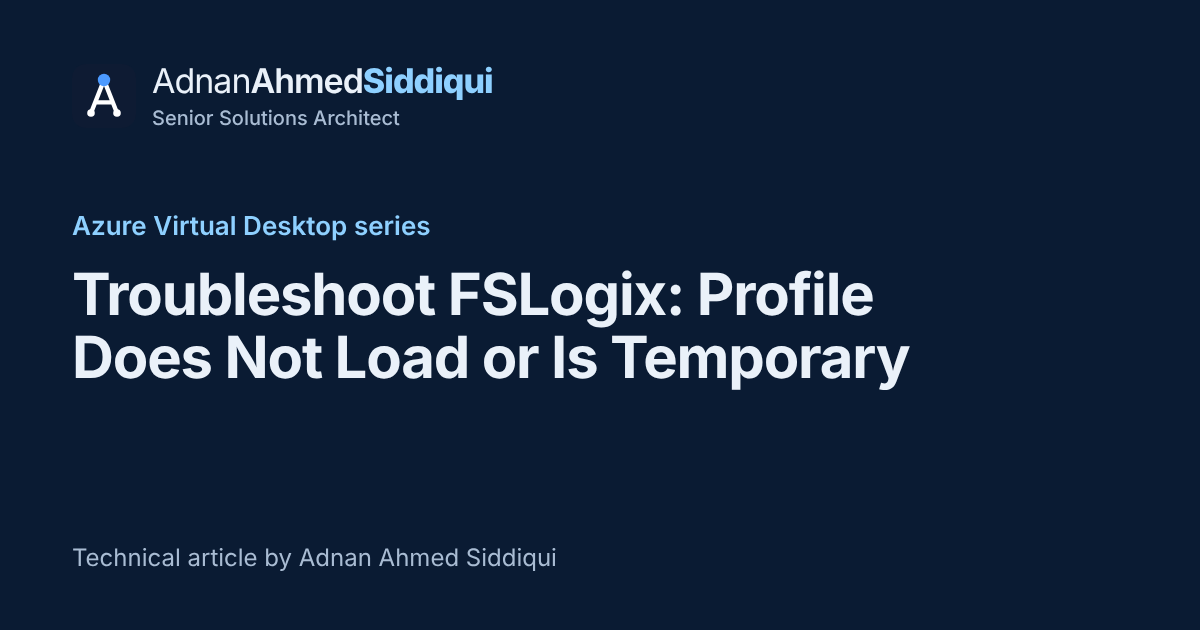 AdnanAhmedSiddiqui
Senior Solutions Architect
Azure Virtual Desktop series
Troubleshoot FSLogix: Profile
Does Not Load or Is Temporary
Technical article by Adnan Ahmed Siddiqui